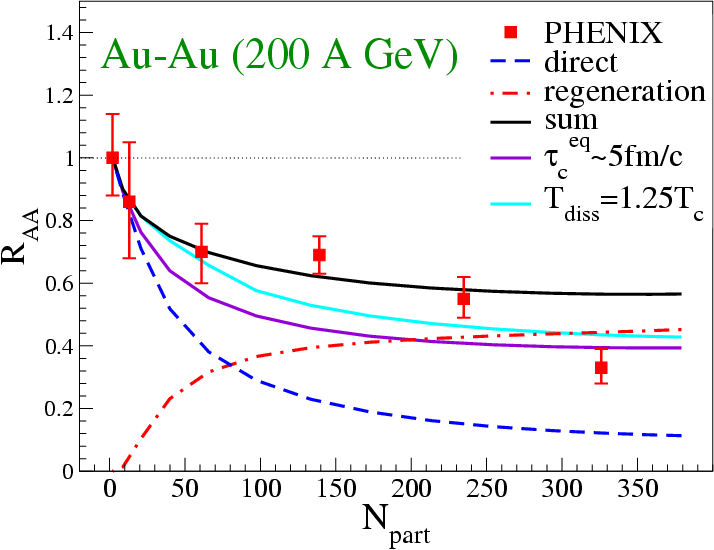 Au-Au (200 A GeV)
PHENIX
direct
regeneration
sum
τ_c^eq~5fm/c
T_diss=1.25T_c
R_AA
1.4
1.2
1
0.8
0.6
0.4
0.2
0
0 50 100 150 200 250 300 350
N_part